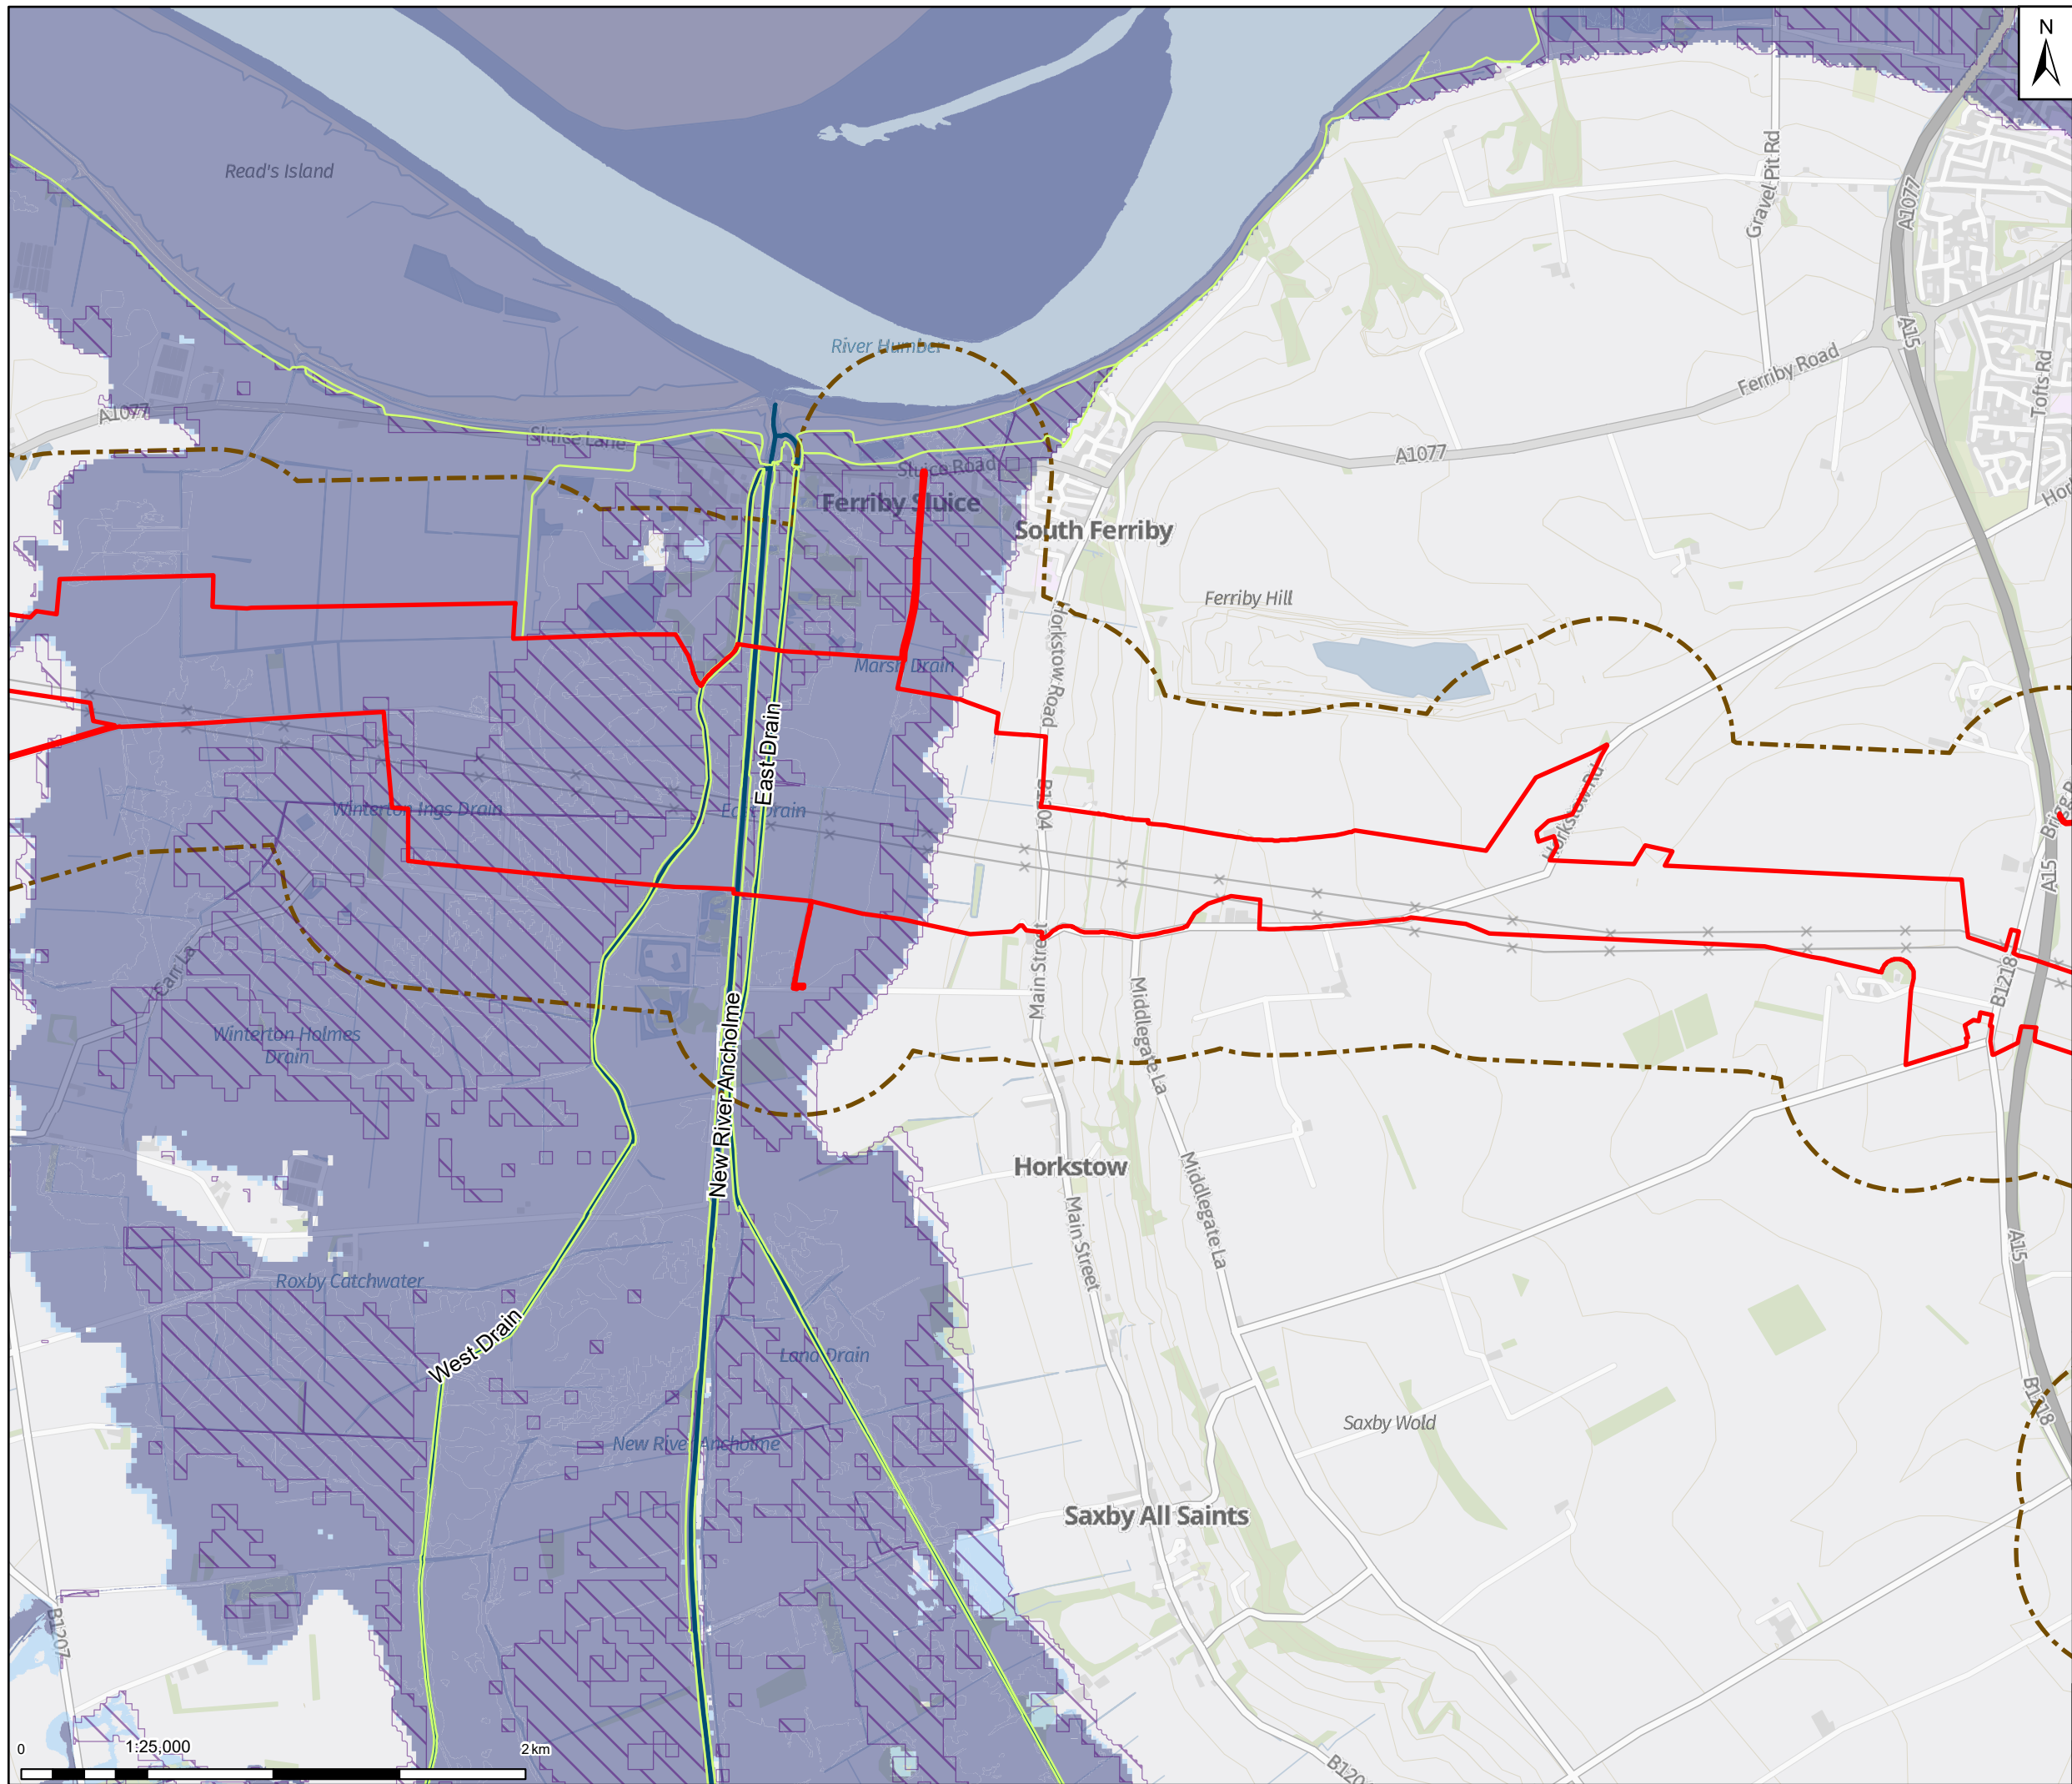 N
Read's Island
Gravel Pit Rd
A1077
A15
River Humber
Ferriby Road
Tofts Rd
A1077
Sluice Lane
A1077
Sluice Road
Ferriby Sluice
South Ferriby
Ferriby Hill
Horkstow Road
Marsh Drain
East Drain
Winterton Ings Drain
East Drain
B1204
Horkstow Rd
A15
Carr La
Main Street
B1218
Middlegate La
Winterton Holmes
Drain
New River Ancholme
Horkstow
Middlegate La
Main Street
A15
Roxby Catchwater
West Drain
Land Drain
B1218
Saxby Wold
New River Ancholme
Saxby All Saints
B1207
0
1:25,000
2 km